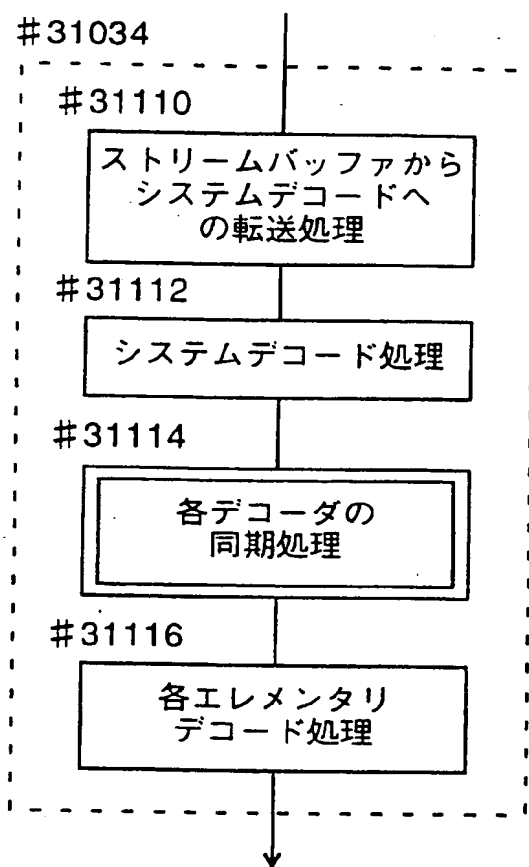 #31034
#31110
ストリームバッファから
システムデコードへ
の転送処理
#31112
システムデコード処理
#31114
各デコーダの
同期処理
#31116
各エレメンタリ
デコード処理